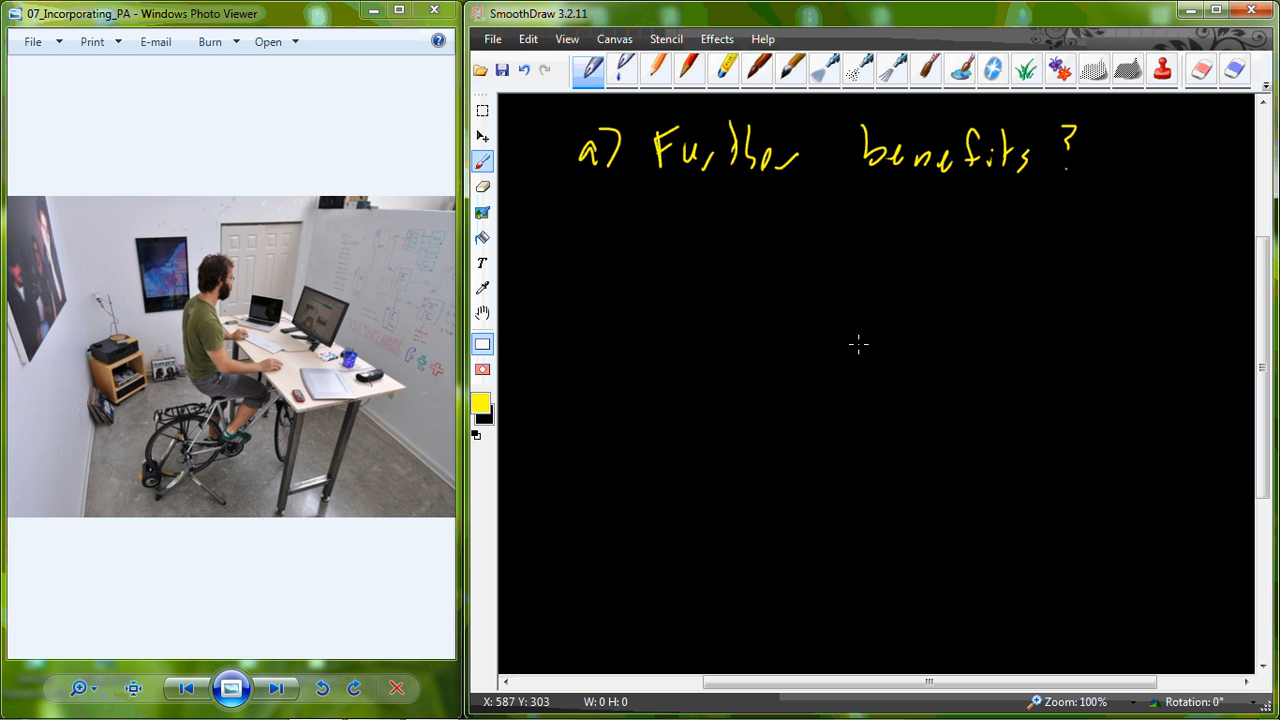 07_Incorporating_PA - Windows Photo Viewer
File Print E-mail Burn Open
SmoothDraw 3.2.11
File Edit View Canvas Stencil Effects Help
a) Further benefits ?
X: 587 Y: 303 W: 0 H: 0 Zoom: 100% Rotation: 0°